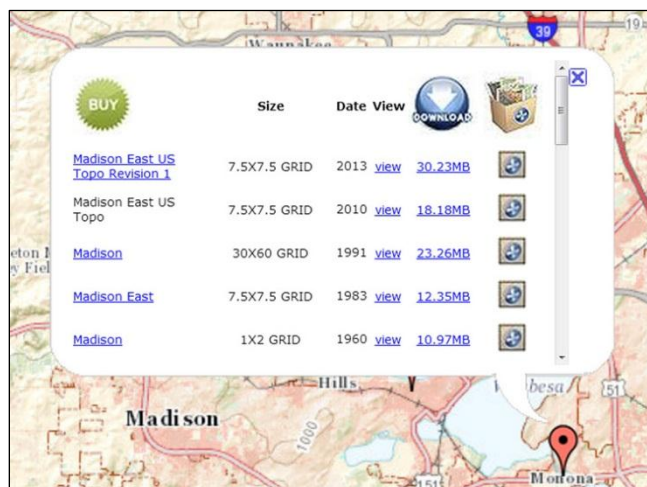 19
39
Waunakee
BUY
Size
Date View
DOWNLOAD
Madison East US
Topo Revision 1
7.5X7.5 GRID
2013 view
30.23MB
Madison East US
Topo
7.5X7.5 GRID
2010 view
18.18MB
Madison
30X60 GRID
1991 view
23.26MB
Madison East
7.5X7.5 GRID
1983 view
12.35MB
Madison
1X2 GRID
1960 view
10.97MB
Hills
51
Madison
1000
151
Monona